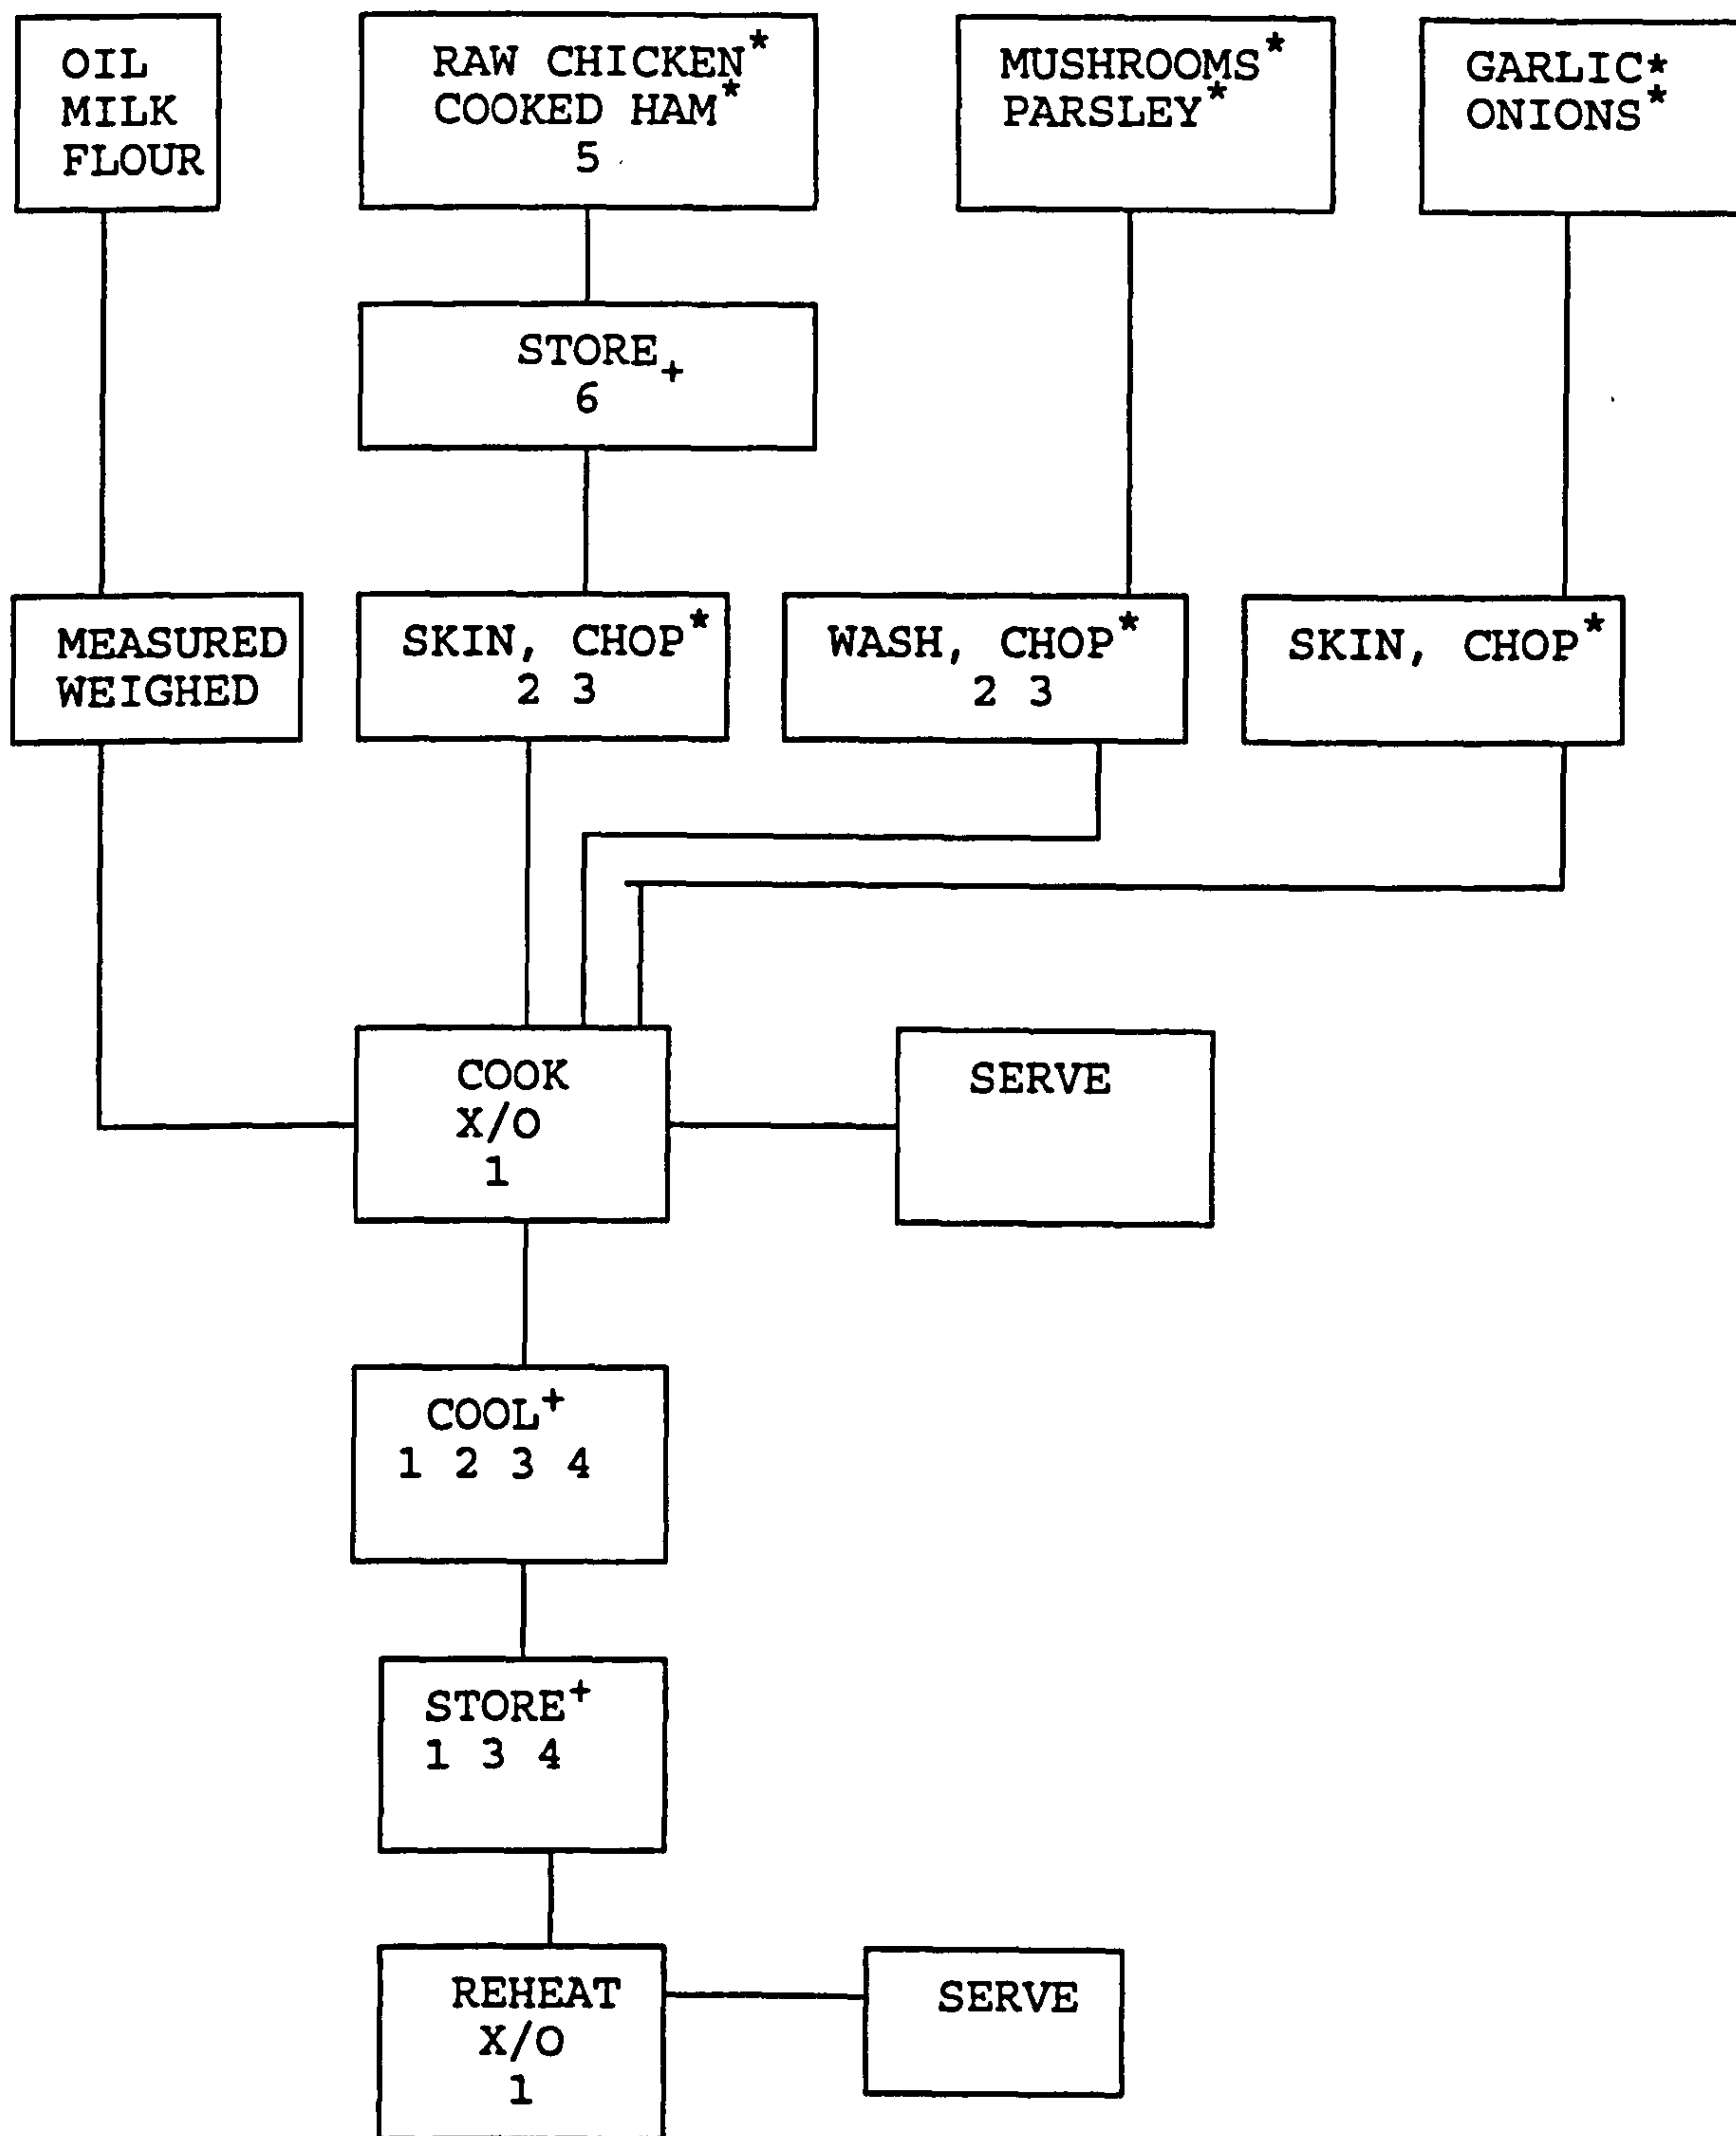 OIL
MILK
FLOUR
RAW CHICKEN*
COOKED HAM*
5
MUSHROOMS*
PARSLEY*
GARLIC*
ONIONS*
STORE+
6
MEASURED
WEIGHED
SKIN, CHOP*
2 3
WASH, CHOP*
2 3
SKIN, CHOP*
COOK
X/O
1
SERVE
COOL+
1 2 3 4
STORE+
1 3 4
REHEAT
X/O
1
SERVE